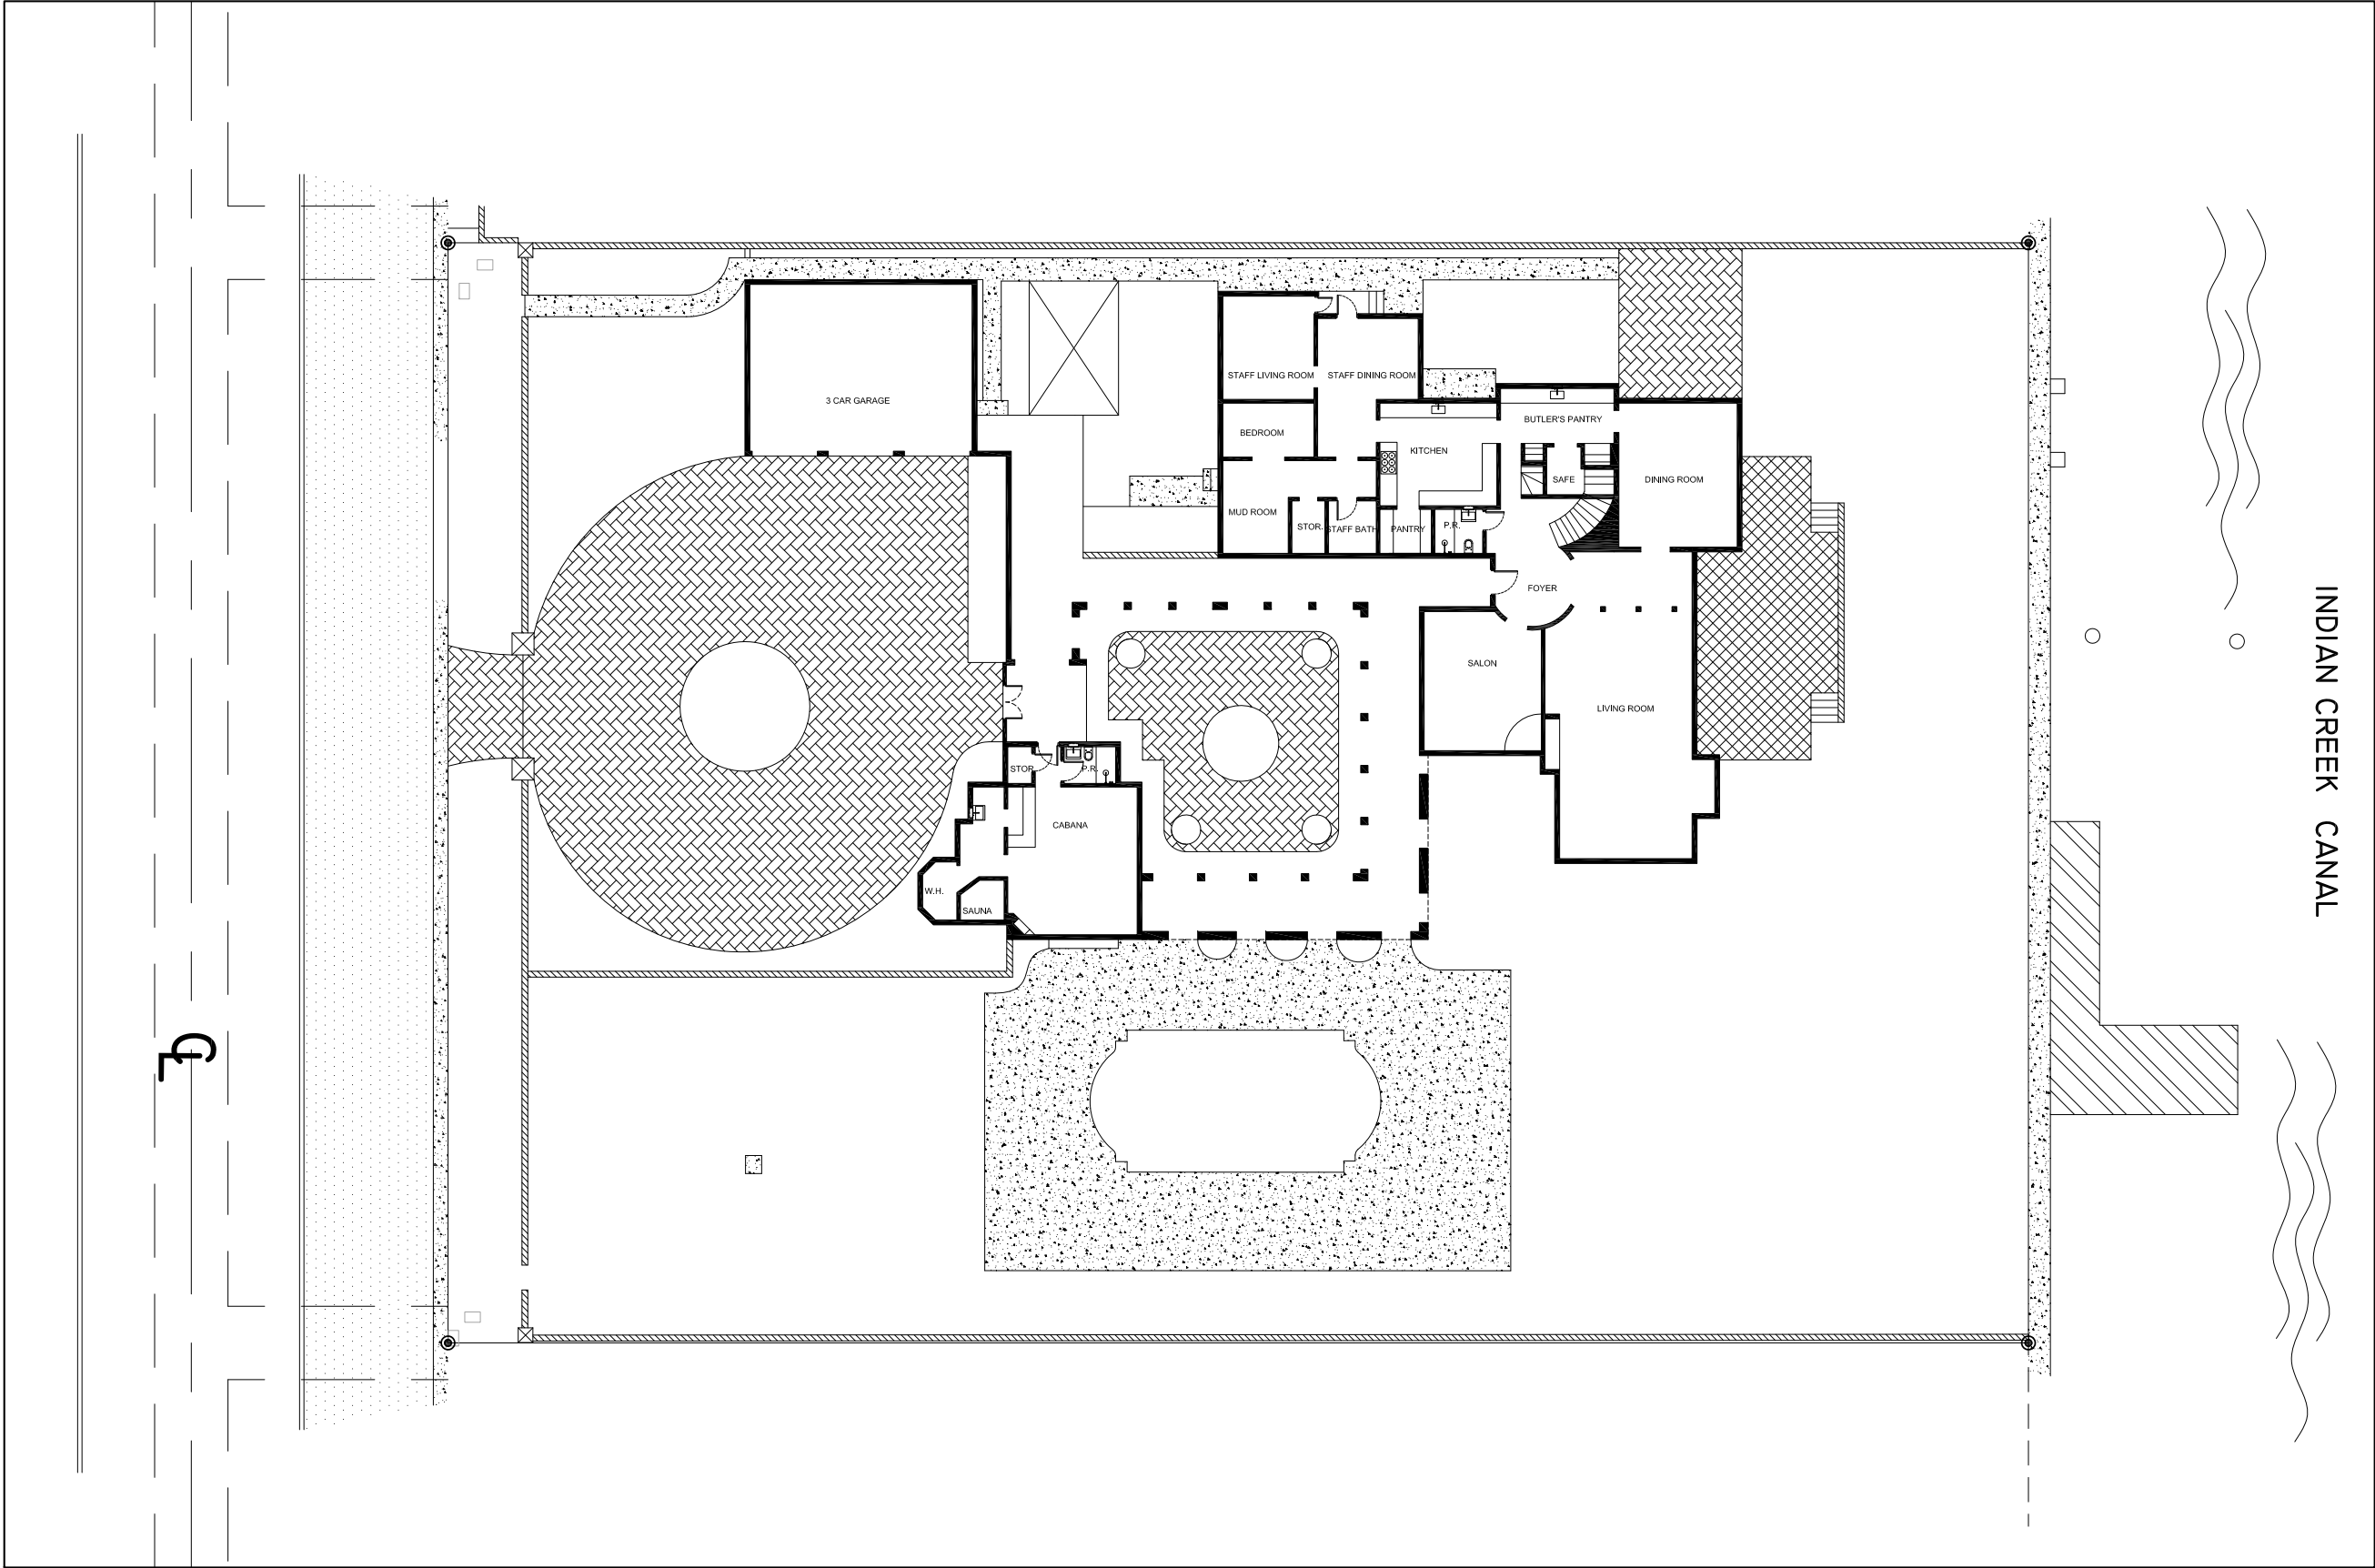 STAFF LIVING ROOM
STAFF DINING ROOM
3 CAR GARAGE
BUTLER'S PANTRY
BEDROOM
KITCHEN
SAFE
DINING ROOM
MUD ROOM
STOR.
STAFF BATH
PANTRY
P.R.
FOYER
SALON
LIVING ROOM
STOR.
P.R.
CABANA
W.H.
SAUNA
INDIAN CREEK CANAL
CL